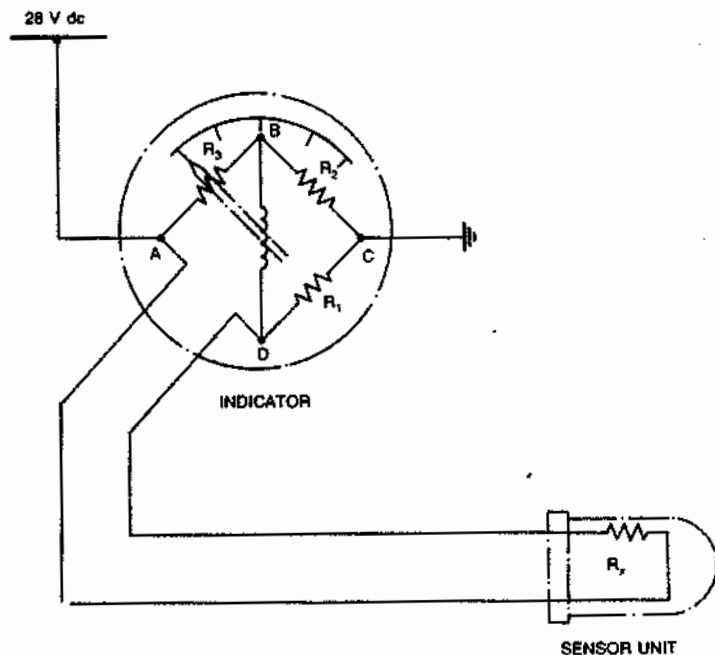 28 V dc
B
R3
R2
A
C
R1
D
INDICATOR
Rx
SENSOR UNIT